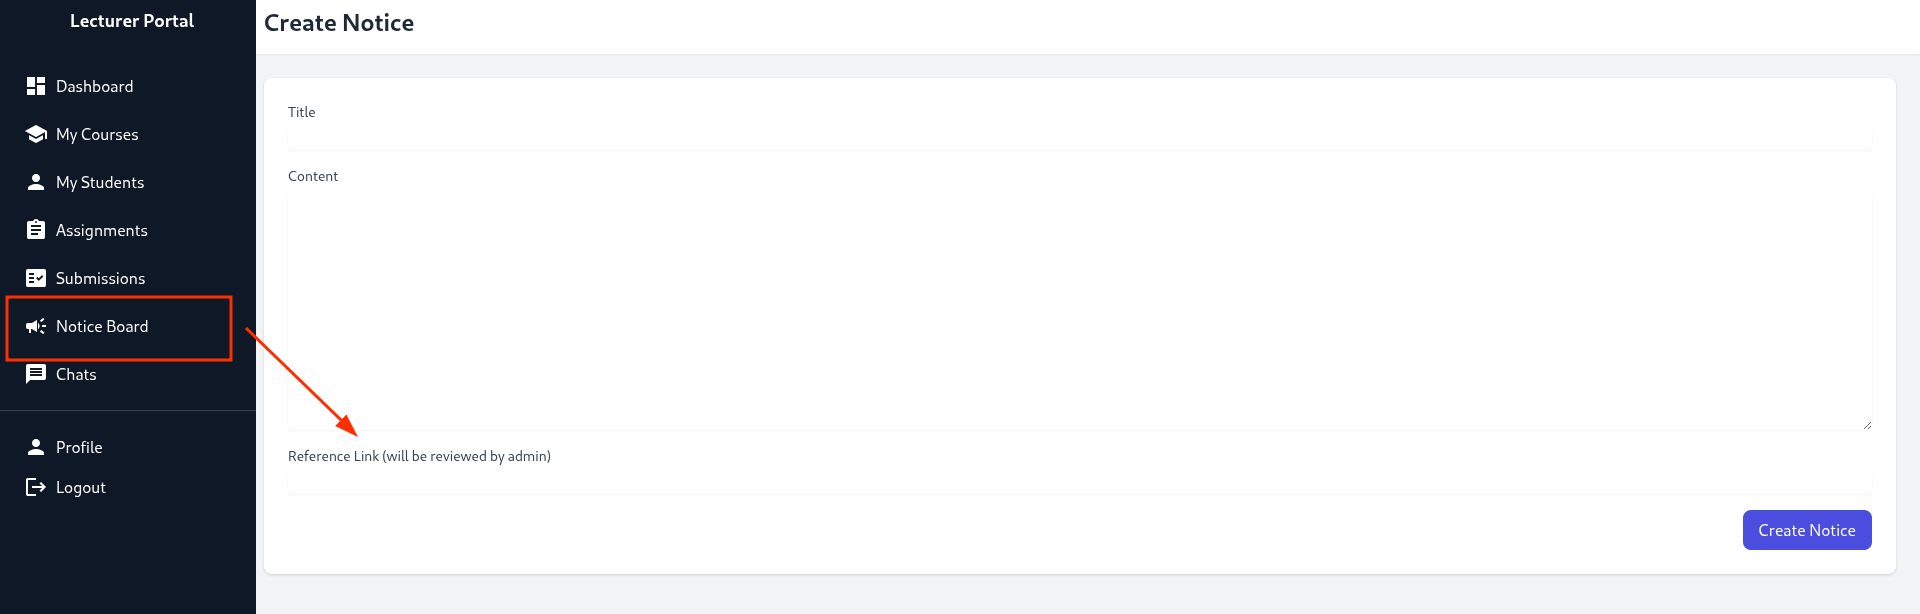 Lecturer Portal
Dashboard
My Courses
My Students
Assignments
Submissions
Notice Board
Chats
Profile
Logout
Create Notice
Title
Content
Reference Link (will be reviewed by admin)
Create Notice